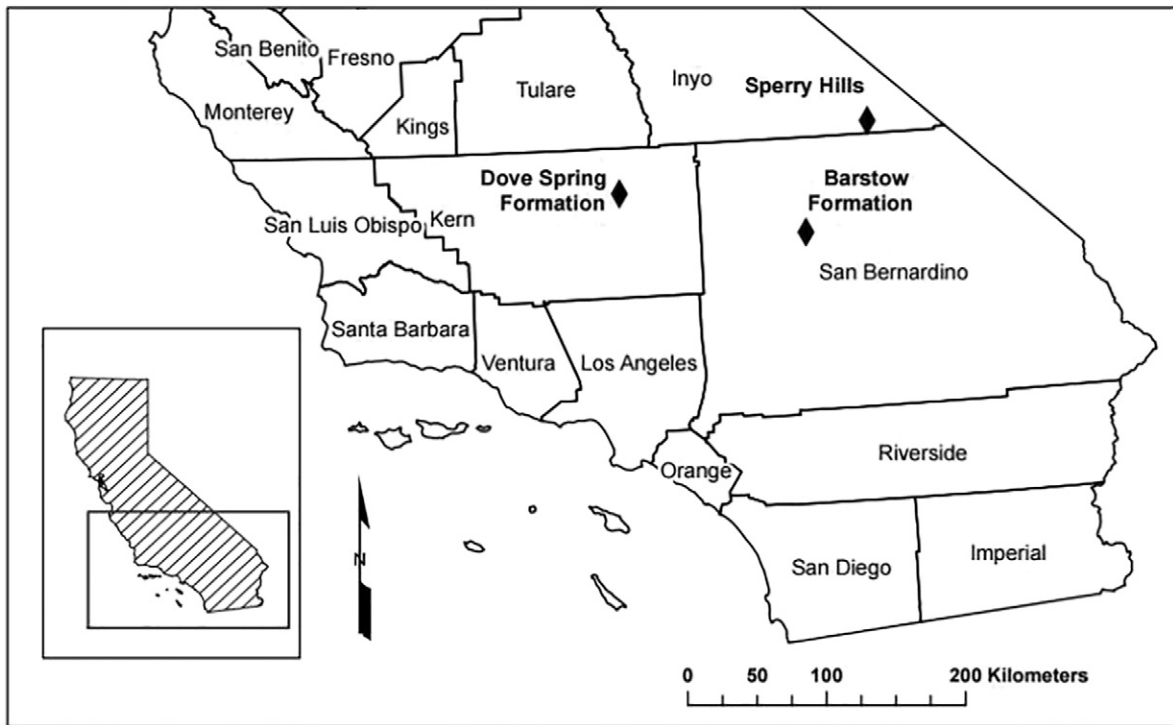 San Benito
Fresno
Monterey
Kings
Tulare
Inyo
Sperry Hills
Dove Spring
Formation
Barstow
Formation
San Luis Obispo
Kern
San Bernardino
Santa Barbara
Ventura
Los Angeles
Orange
Riverside
San Diego
Imperial
N
0 50 100 200 Kilometers